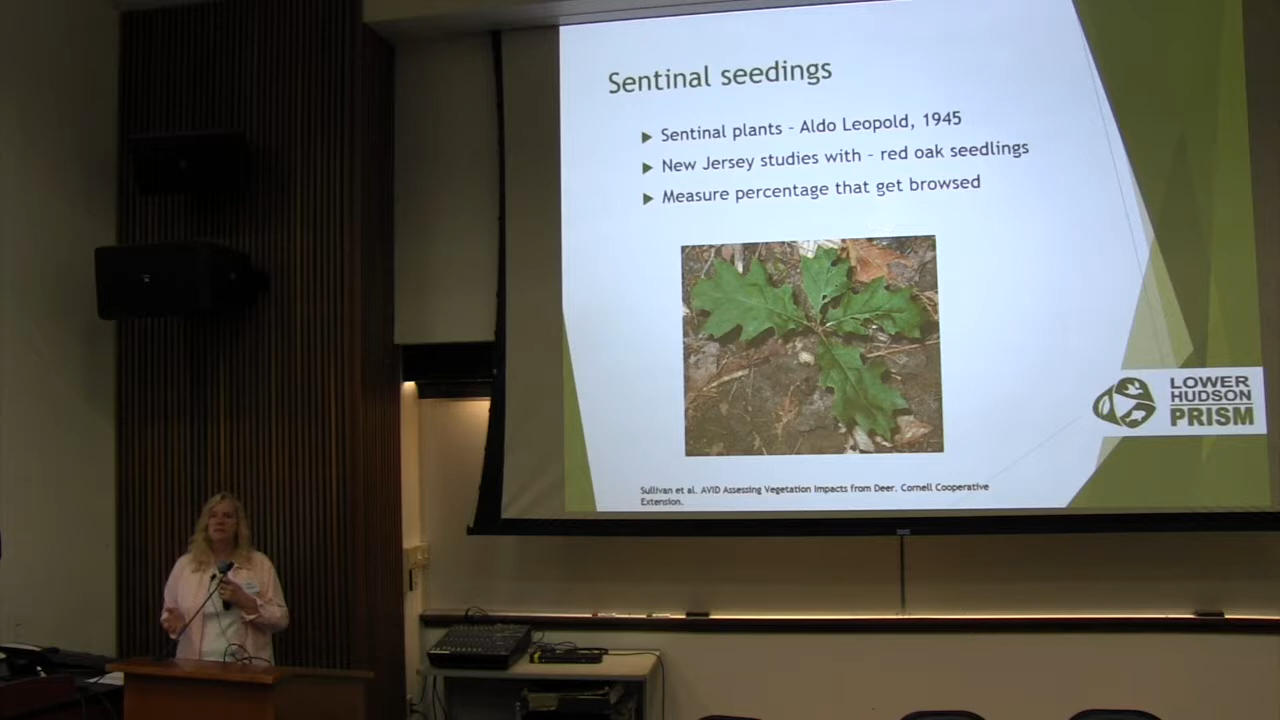 Sentinal seedings
Sentinal plants – Aldo Leopold, 1945
New Jersey studies with – red oak seedlings
Measure percentage that get browsed
LOWER
HUDSON
PRISM
Sullivan et al. AVID Assessing Vegetation Impacts from Deer. Cornell Cooperative
Extension.